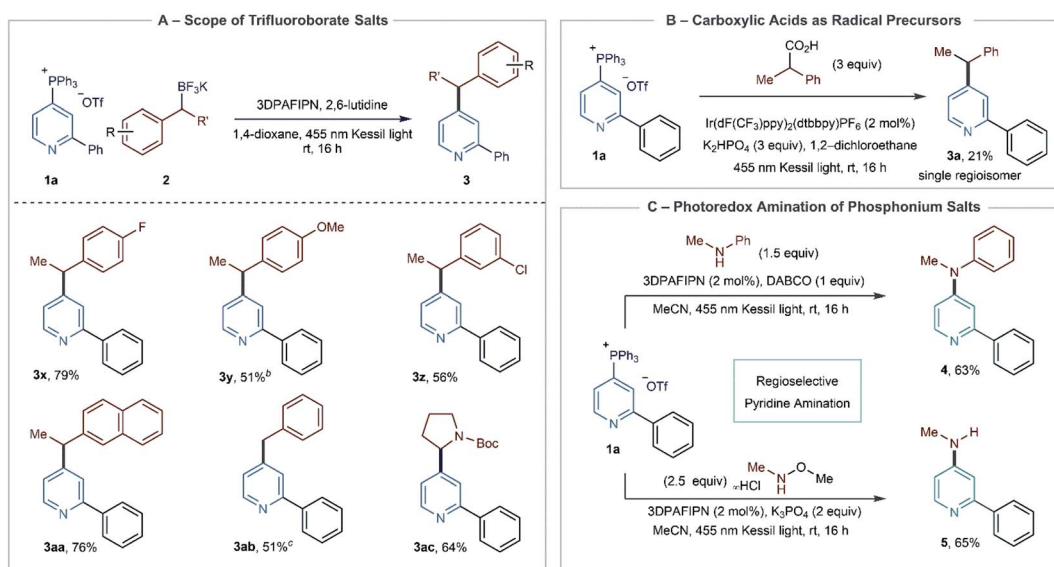 A – Scope of Trifluoroborate Salts
+
PPh3
−OTf
N
Ph
1a
BF3K
R
R'
2
3DPAFIPN, 2,6-lutidine
1,4-dioxane, 455 nm Kessil light
rt, 16 h
R'
R
N
Ph
3
Me
F
N
3x, 79%
Me
OMe
N
3y, 51%b
Me
Cl
N
3z, 56%
Me
N
3aa, 76%
N
3ab, 51%c
N
Boc
N
3ac, 64%
B – Carboxylic Acids as Radical Precursors
+
PPh3
−OTf
N
1a
CO2H
Me
Ph
(3 equiv)
Ir(dF(CF3)ppy)2(dtbbpy)PF6 (2 mol%)
K2HPO4 (3 equiv), 1,2–dichloroethane
455 nm Kessil light, rt, 16 h
Me
Ph
N
3a, 21%
single regioisomer
C – Photoredox Amination of Phosphonium Salts
Me
N
H
Ph
(1.5 equiv)
3DPAFIPN (2 mol%), DABCO (1 equiv)
MeCN, 455 nm Kessil light, rt, 16 h
Me
N
N
4, 63%
+
PPh3
−OTf
N
1a
Regioselective
Pyridine Amination
(2.5 equiv)
HCl
Me
N
H
O
Me
3DPAFIPN (2 mol%), K3PO4 (2 equiv)
MeCN, 455 nm Kessil light, rt, 16 h
Me
N
H
N
5, 65%